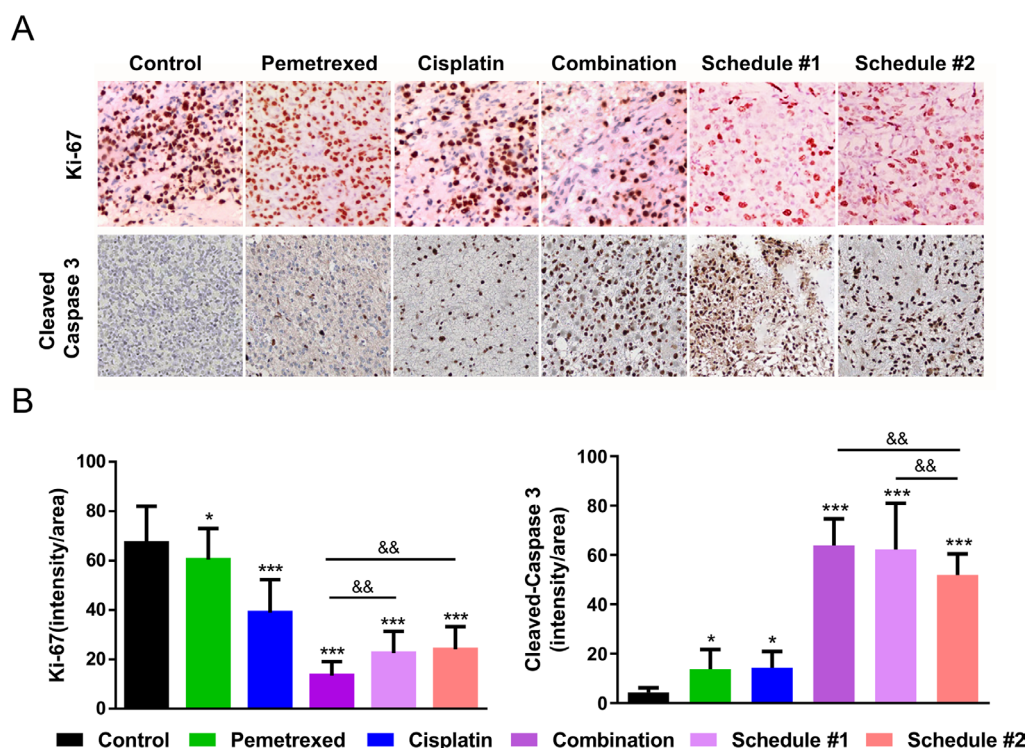 A
Control Pemetrexed Cisplatin Combination Schedule #1 Schedule #2
Ki-67
Cleaved
Caspase 3
B
Ki-67(intensity/area)
100
80
60
40
20
0
*
***
***
***
***
&&
&&
Cleaved-Caspase 3
(intensity/area)
100
80
60
40
20
0
*
*
***
***
***
&&
&&
Control Pemetrexed Cisplatin Combination Schedule #1 Schedule #2